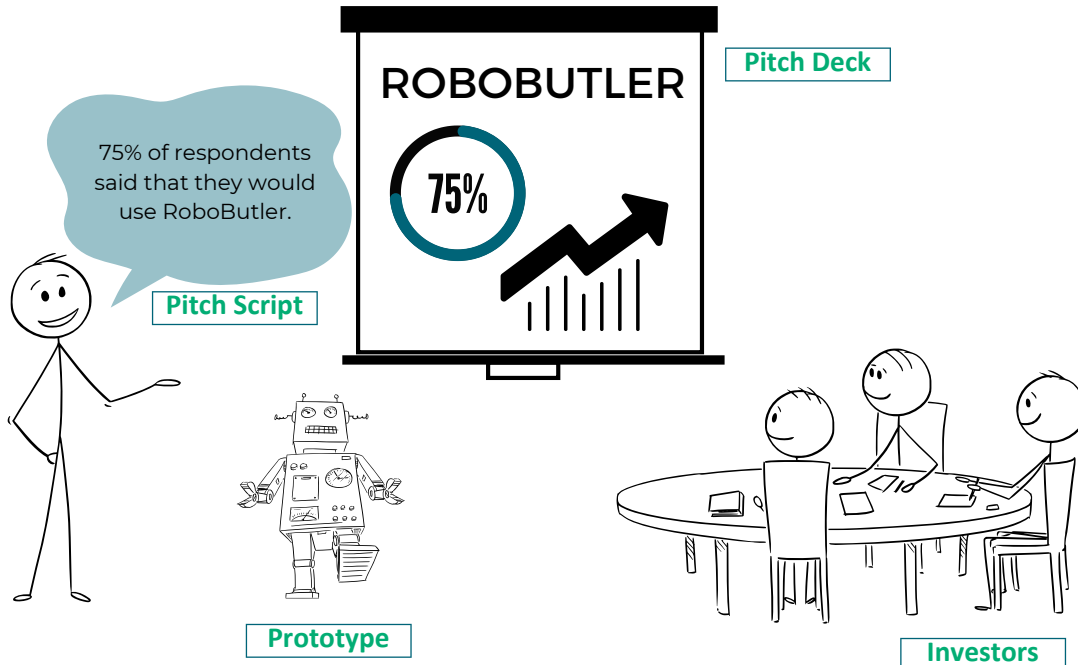 ROBOBUTLER
Pitch Deck
75%
75% of respondents
said that they would
use RoboButler.
Pitch Script
Prototype
Investors